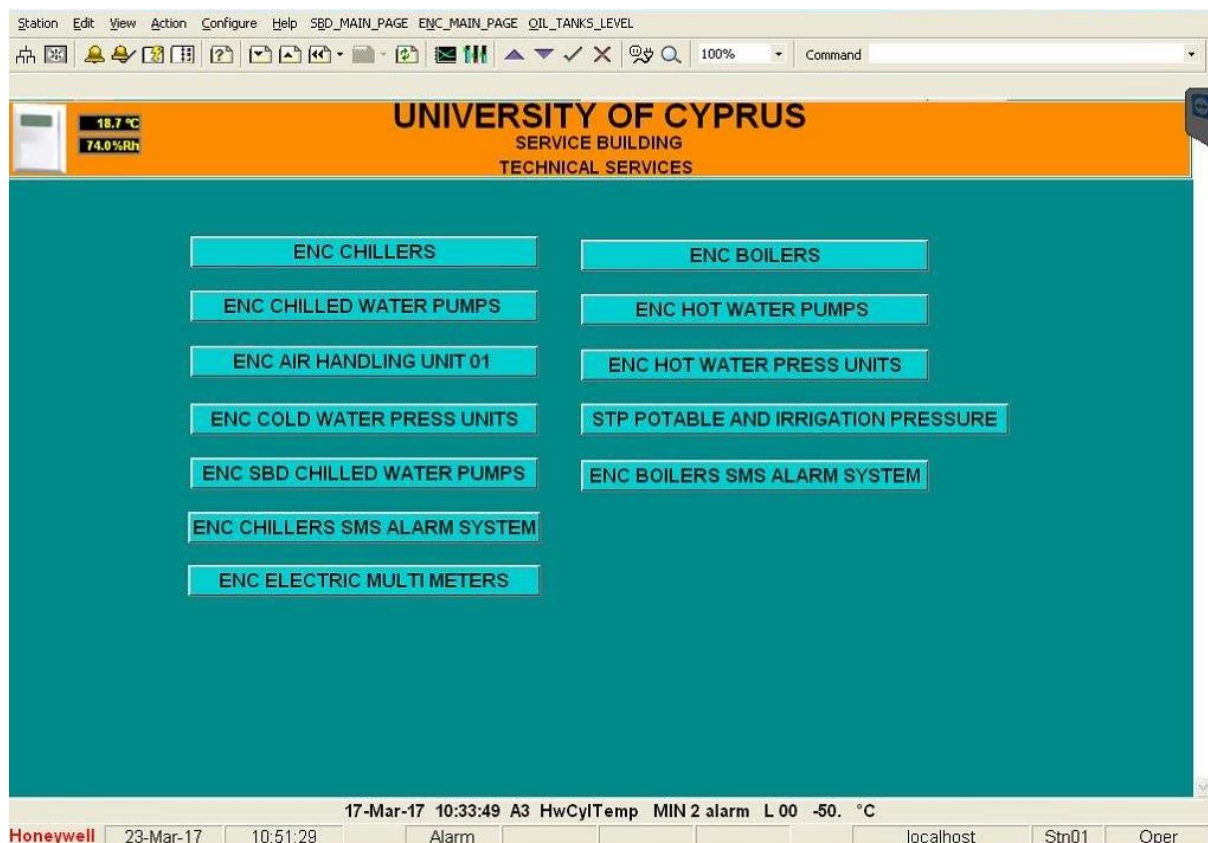 Station Edit View Action Configure Help SBD_MAIN_PAGE ENC_MAIN_PAGE OIL_TANKS_LEVEL
100% Command
18.7 °C
74.0%Rh
UNIVERSITY OF CYPRUS
SERVICE BUILDING
TECHNICAL SERVICES
ENC CHILLERS
ENC CHILLED WATER PUMPS
ENC AIR HANDLING UNIT 01
ENC COLD WATER PRESS UNITS
ENC SBD CHILLED WATER PUMPS
ENC CHILLERS SMS ALARM SYSTEM
ENC ELECTRIC MULTI METERS
ENC BOILERS
ENC HOT WATER PUMPS
ENC HOT WATER PRESS UNITS
STP POTABLE AND IRRIGATION PRESSURE
ENC BOILERS SMS ALARM SYSTEM
17-Mar-17 10:33:49 A3 HwCylTemp MIN 2 alarm L 00 -50. °C
Honeywell 23-Mar-17 10:51:29 Alarm localhost Stn01 Oper